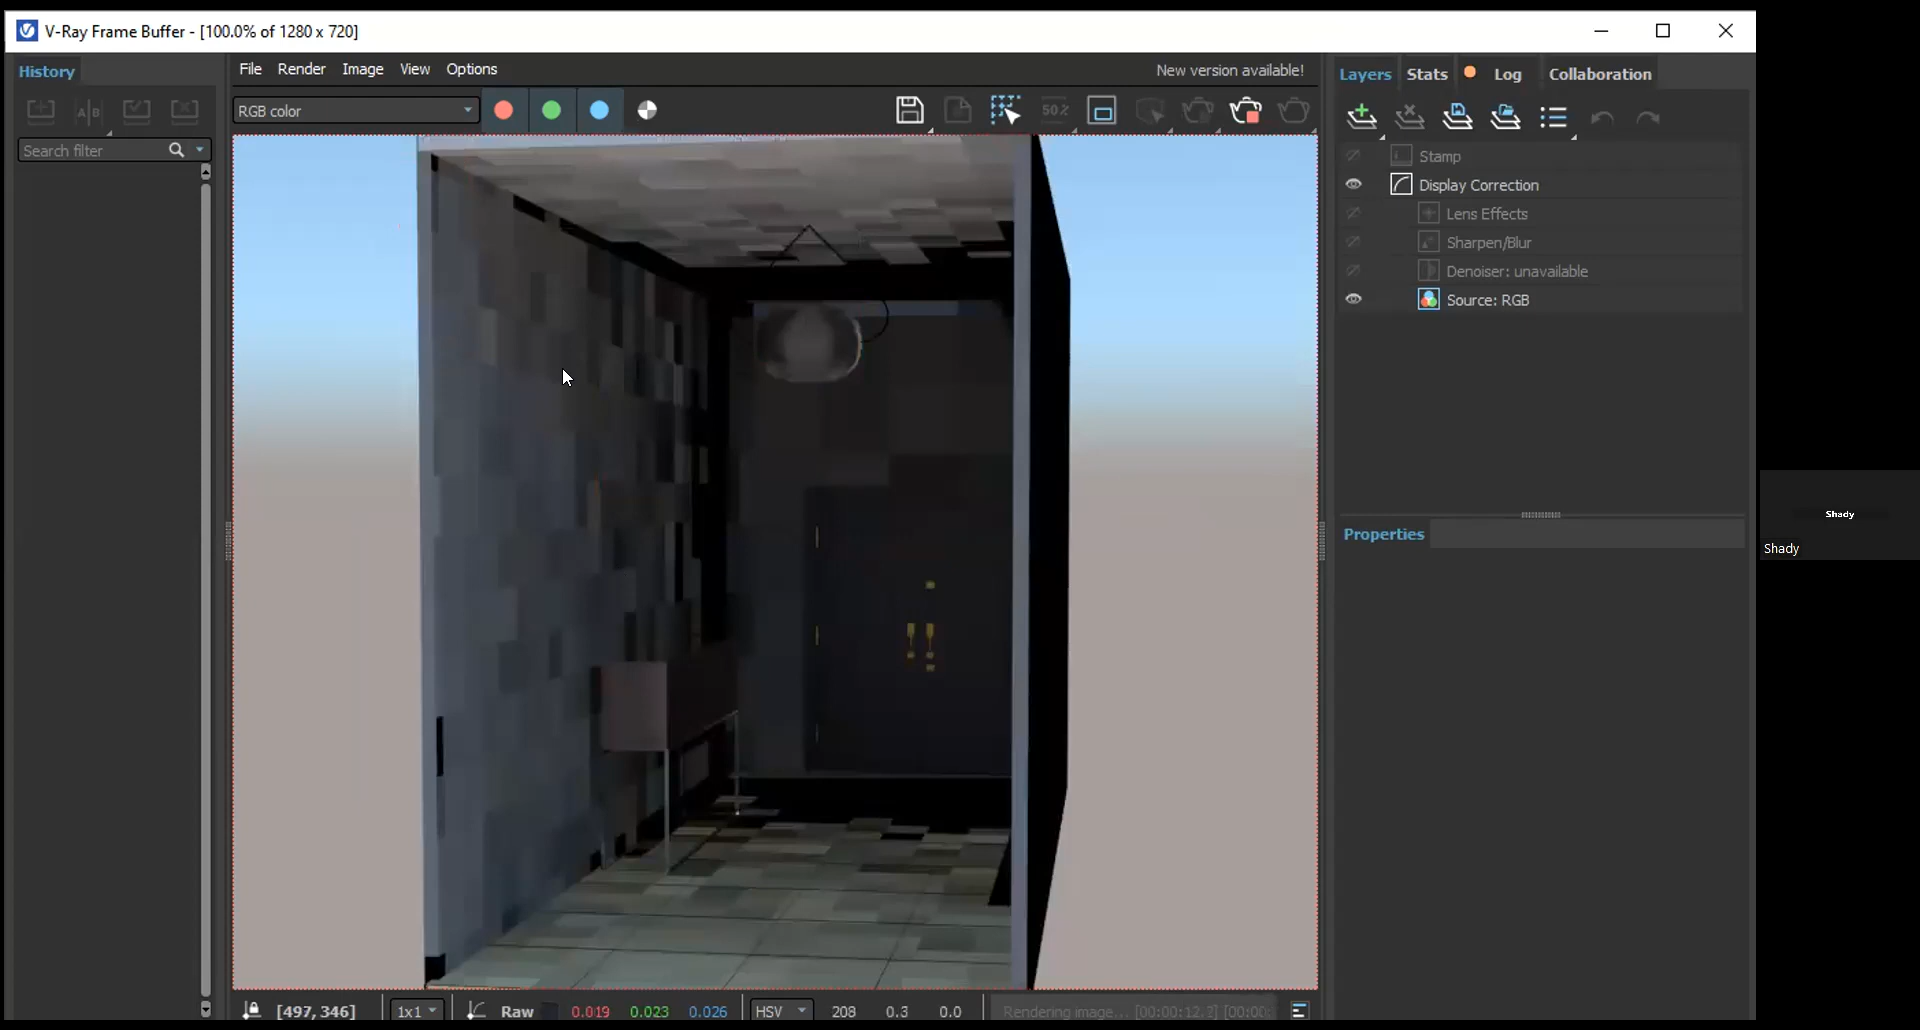 V-Ray Frame Buffer - [100.0% of 1280 x 720]
History
File Render Image View Options
New version available!
Layers Stats Log Collaboration
RGB color
50%
A|B
Search filter
Stamp
Display Correction
Lens Effects
Sharpen/Blur
Denoiser: unavailable
Source: RGB
Properties
Shady
Shady
[497, 346]
1x1
Raw
0.019
0.023
0.026
HSV
208
0.3
0.0
Rendering image...